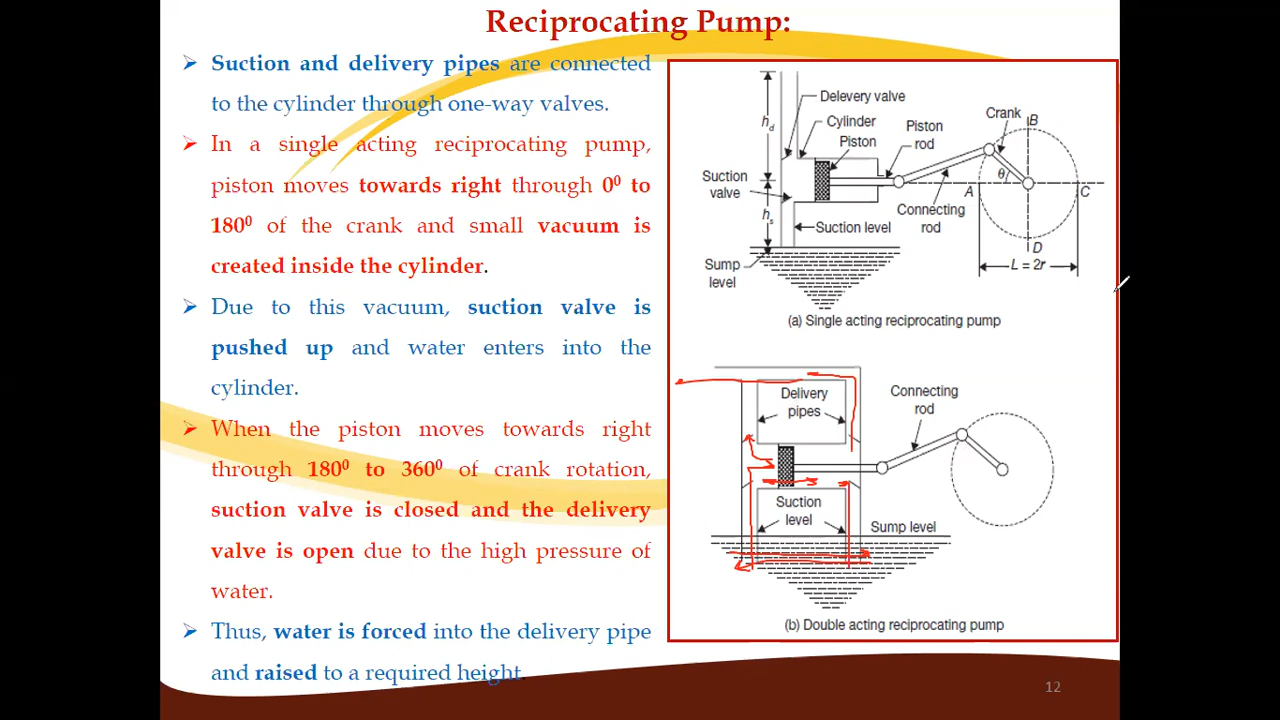 Reciprocating Pump:
➢ Suction and delivery pipes are connected
to the cylinder through one-way valves.
➢ In a single acting reciprocating pump,
piston moves towards right through 0⁰ to
180⁰ of the crank and small vacuum is
created inside the cylinder.
➢ Due to this vacuum, suction valve is
pushed up and water enters into the
cylinder.
➢ When the piston moves towards right
through 180⁰ to 360⁰ of crank rotation,
suction valve is closed and the delivery
valve is open due to the high pressure of
water.
➢ Thus, water is forced into the delivery pipe
and raised to a required height
Delevery valve
Cylinder
Piston
Piston
rod
Crank
B
h_d
Suction
valve
θ
A
C
Connecting
rod
h_s
Suction level
D
Sump
level
L = 2r
(a) Single acting reciprocating pump
Delivery
pipes
Connecting
rod
Suction
level
Sump level
(b) Double acting reciprocating pump
12